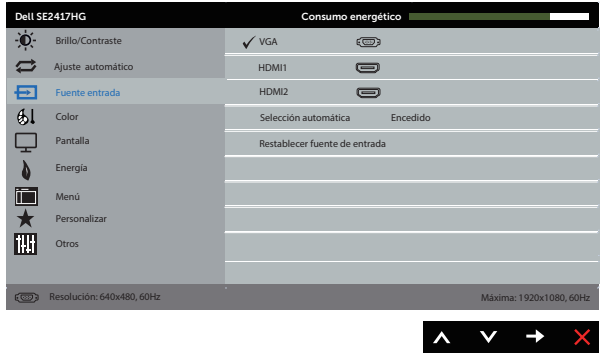 Dell SE2417HG Consumo energético
Brillo/Contraste VGA
Ajuste automático HDMI1
Fuente entrada HDMI2
Color Selección automática Encedido
Pantalla Restablecer fuente de entrada
Energía
Menú
Personalizar
Otros
Resolución: 640x480, 60Hz Máxima: 1920x1080, 60Hz